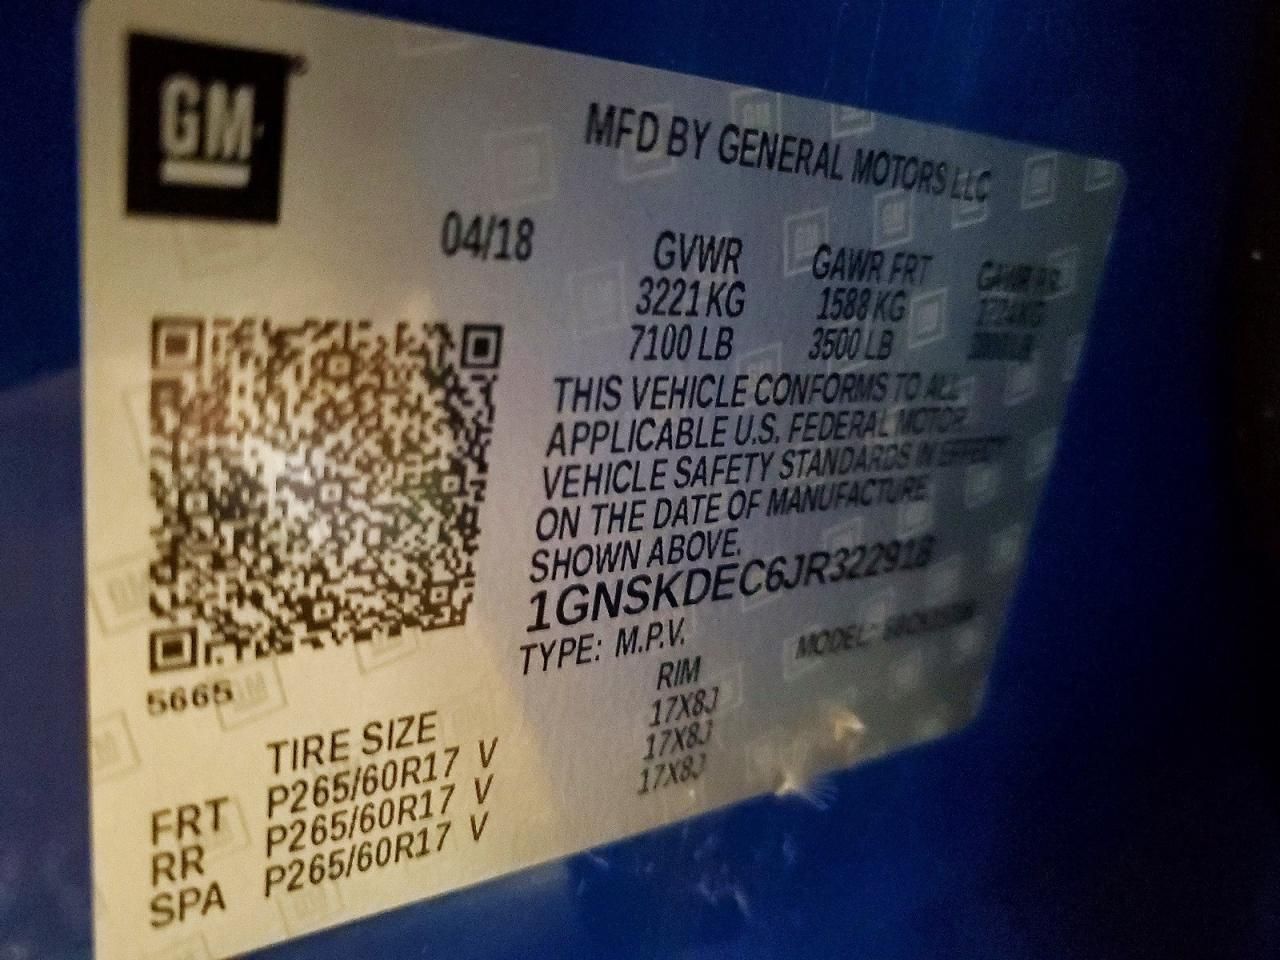 GM
MFD BY GENERAL MOTORS LLC
04/18
GVWR GAWR FRT GAWR RR
3221 KG 1588 KG
7100 LB 3500 LB
THIS VEHICLE CONFORMS TO ALL
APPLICABLE U.S. FEDERAL MOTOR
VEHICLE SAFETY STANDARDS IN EFFECT
ON THE DATE OF MANUFACTURE
SHOWN ABOVE.
1GNSKDEC6JR322918
TYPE: M.P.V. MODEL:
5665
TIRE SIZE RIM
FRT P265/60R17 V 17X8J
RR P265/60R17 V 17X8J
SPA P265/60R17 V 17X8J